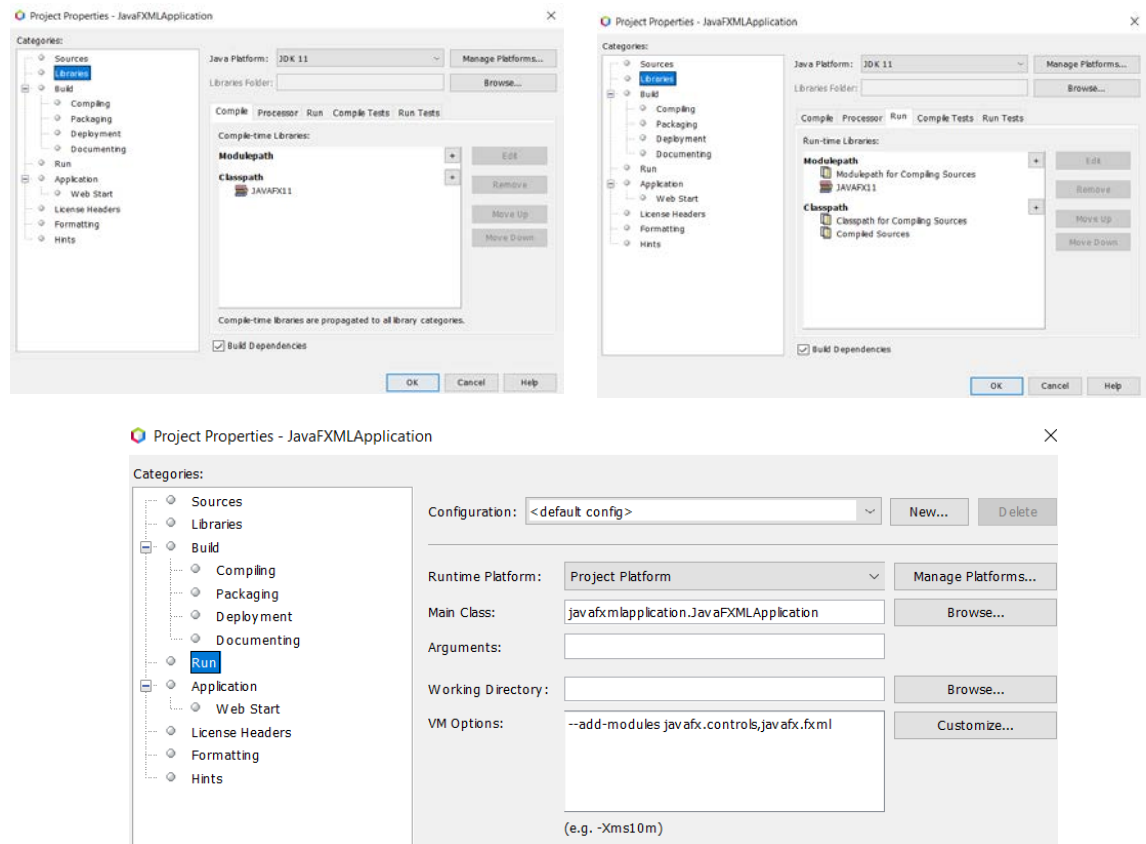 Project Properties - JavaFXMLApplication
Categories:
Sources
Libraries
Build
Compiling
Packaging
Deployment
Documenting
Run
Application
Web Start
License Headers
Formatting
Hints
Java Platform: JDK 11 Manage Platforms...
Libraries Folder: Browse...
Compile Processor Run Compile Tests Run Tests
Compile-time Libraries:
Modulepath + Edit
Classpath + Remove
JAVAFX11
Move Up
Move Down
Compile-time libraries are propagated to all library categories.
Build Dependencies
OK Cancel Help
Project Properties - JavaFXMLApplication
Categories:
Sources
Libraries
Build
Compiling
Packaging
Deployment
Documenting
Run
Application
Web Start
License Headers
Formatting
Hints
Java Platform: JDK 11 Manage Platforms...
Libraries Folder: Browse...
Compile Processor Run Compile Tests Run Tests
Run-time Libraries:
Modulepath + Edit
Modulepath for Compiling Sources
JAVAFX11 Remove
Classpath +
Classpath for Compiling Sources Move Up
Compiled Sources
Move Down
Build Dependencies
OK Cancel Help
Project Properties - JavaFXMLApplication
Categories:
Sources
Libraries
Build
Compiling
Packaging
Deployment
Documenting
Run
Application
Web Start
License Headers
Formatting
Hints
Configuration: <default config> New... Delete
Runtime Platform: Project Platform Manage Platforms...
Main Class: javafxmlapplication.JavaFXMLApplication Browse...
Arguments:
Working Directory: Browse...
VM Options: --add-modules javafx.controls,javafx.fxml Customize...
(e.g. -Xms10m)